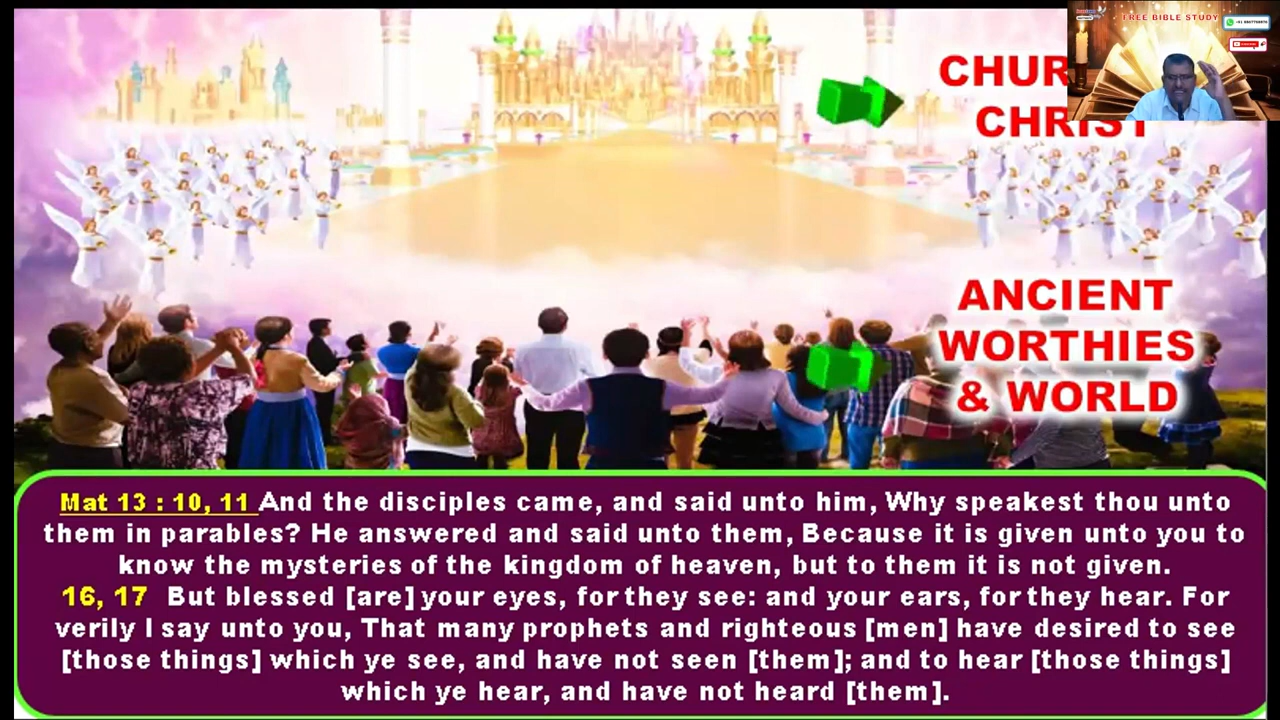 FREE BIBLE STUDY
CHUR
CHRIST
ANCIENT
WORTHIES
& WORLD
Mat 13 : 10, 11 And the disciples came, and said unto him, Why speakest thou unto
them in parables? He answered and said unto them, Because it is given unto you to
know the mysteries of the kingdom of heaven, but to them it is not given.
16, 17 But blessed [are] your eyes, for they see: and your ears, for they hear. For
verily I say unto you, That many prophets and righteous [men] have desired to see
[those things] which ye see, and have not seen [them]; and to hear [those things]
which ye hear, and have not heard [them].